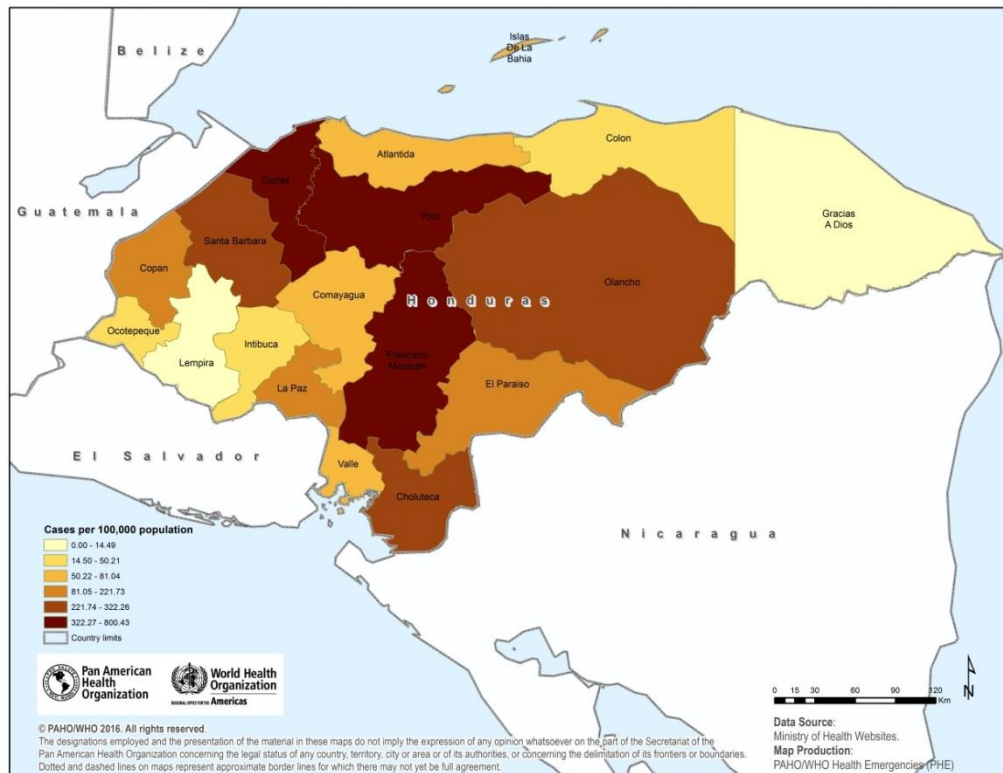 Islas
De La
Bahia
Belize
Colon
Atlantida
Cortes
Yoro
Guatemala
Gracias
A Dios
Santa Barbara
Copan
Olancho
Comayagua
Honduras
Ocotepeque
Intibuca
Francisco
Morazan
Lempira
El Paraiso
La Paz
El Salvador
Valle
Choluteca
Nicaragua
Cases per 100,000 population
0.00 - 14.49
14.50 - 50.21
50.22 - 81.04
81.05 - 221.73
221.74 - 322.26
322.27 - 800.43
Country limits
Pan American
Health
Organization
World Health
Organization
REGIONAL OFFICE FOR THE Americas
N
0 15 30 60 90 120
Km
© PAHO/WHO 2016. All rights reserved.
The designations employed and the presentation of the material in these maps do not imply the expression of any opinion whatsoever on the part of the Secretariat of the
Pan American Health Organization concerning the legal status of any country, territory, city or area or of its authorities, or concerning the delimitation of its frontiers or boundaries.
Dotted and dashed lines on maps represent approximate border lines for which there may not yet be full agreement.
Data Source:
Ministry of Health Websites.
Map Production:
PAHO/WHO Health Emergencies (PHE)